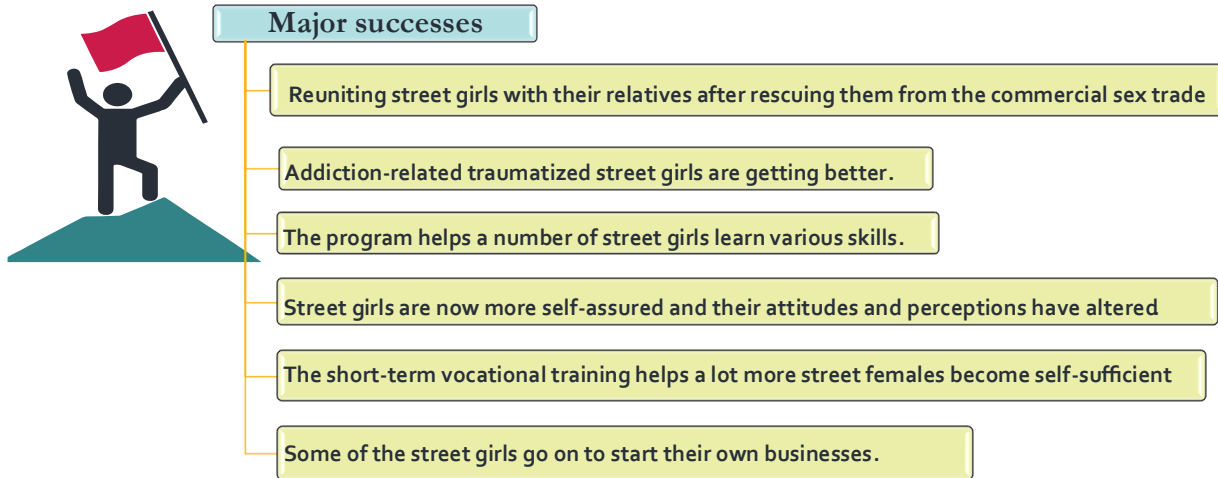 Major successes
Reuniting street girls with their relatives after rescuing them from the commercial sex trade
Addiction-related traumatized street girls are getting better.
The program helps a number of street girls learn various skills.
Street girls are now more self-assured and their attitudes and perceptions have altered
The short-term vocational training helps a lot more street females become self-sufficient
Some of the street girls go on to start their own businesses.